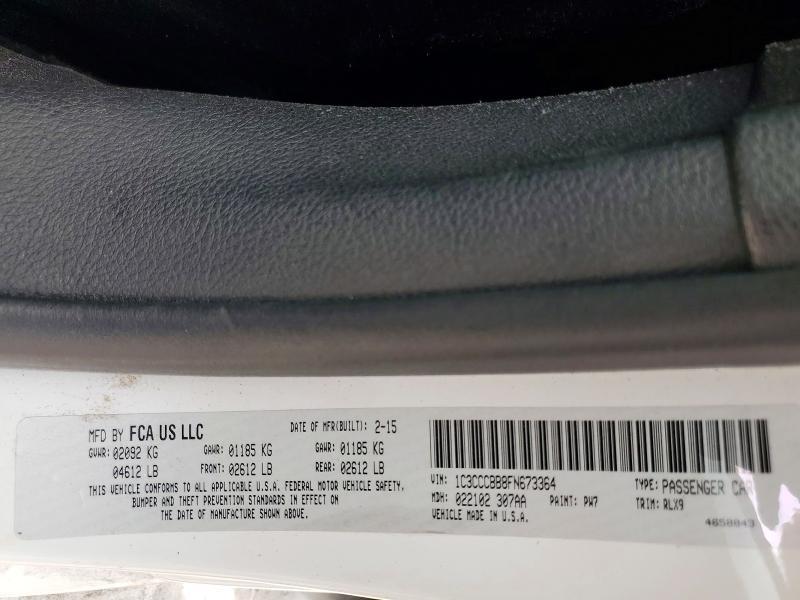 MFD BY FCA US LLC DATE OF MFR(BUILT): 2-15
GVWR: 02092 KG GAWR: 01185 KG GAWR: 01185 KG
04612 LB FRONT: 02612 LB REAR: 02612 LB
THIS VEHICLE CONFORMS TO ALL APPLICABLE U.S.A. FEDERAL MOTOR VEHICLE SAFETY,
BUMPER AND THEFT PREVENTION STANDARDS IN EFFECT ON
THE DATE OF MANUFACTURE SHOWN ABOVE.
VIN: 1C3CCCBB8FN673364 TYPE: PASSENGER CAR
MDH: 022102 307AA PAINT: PW7 TRIM: RLX9
VEHICLE MADE IN U.S.A.
4658043